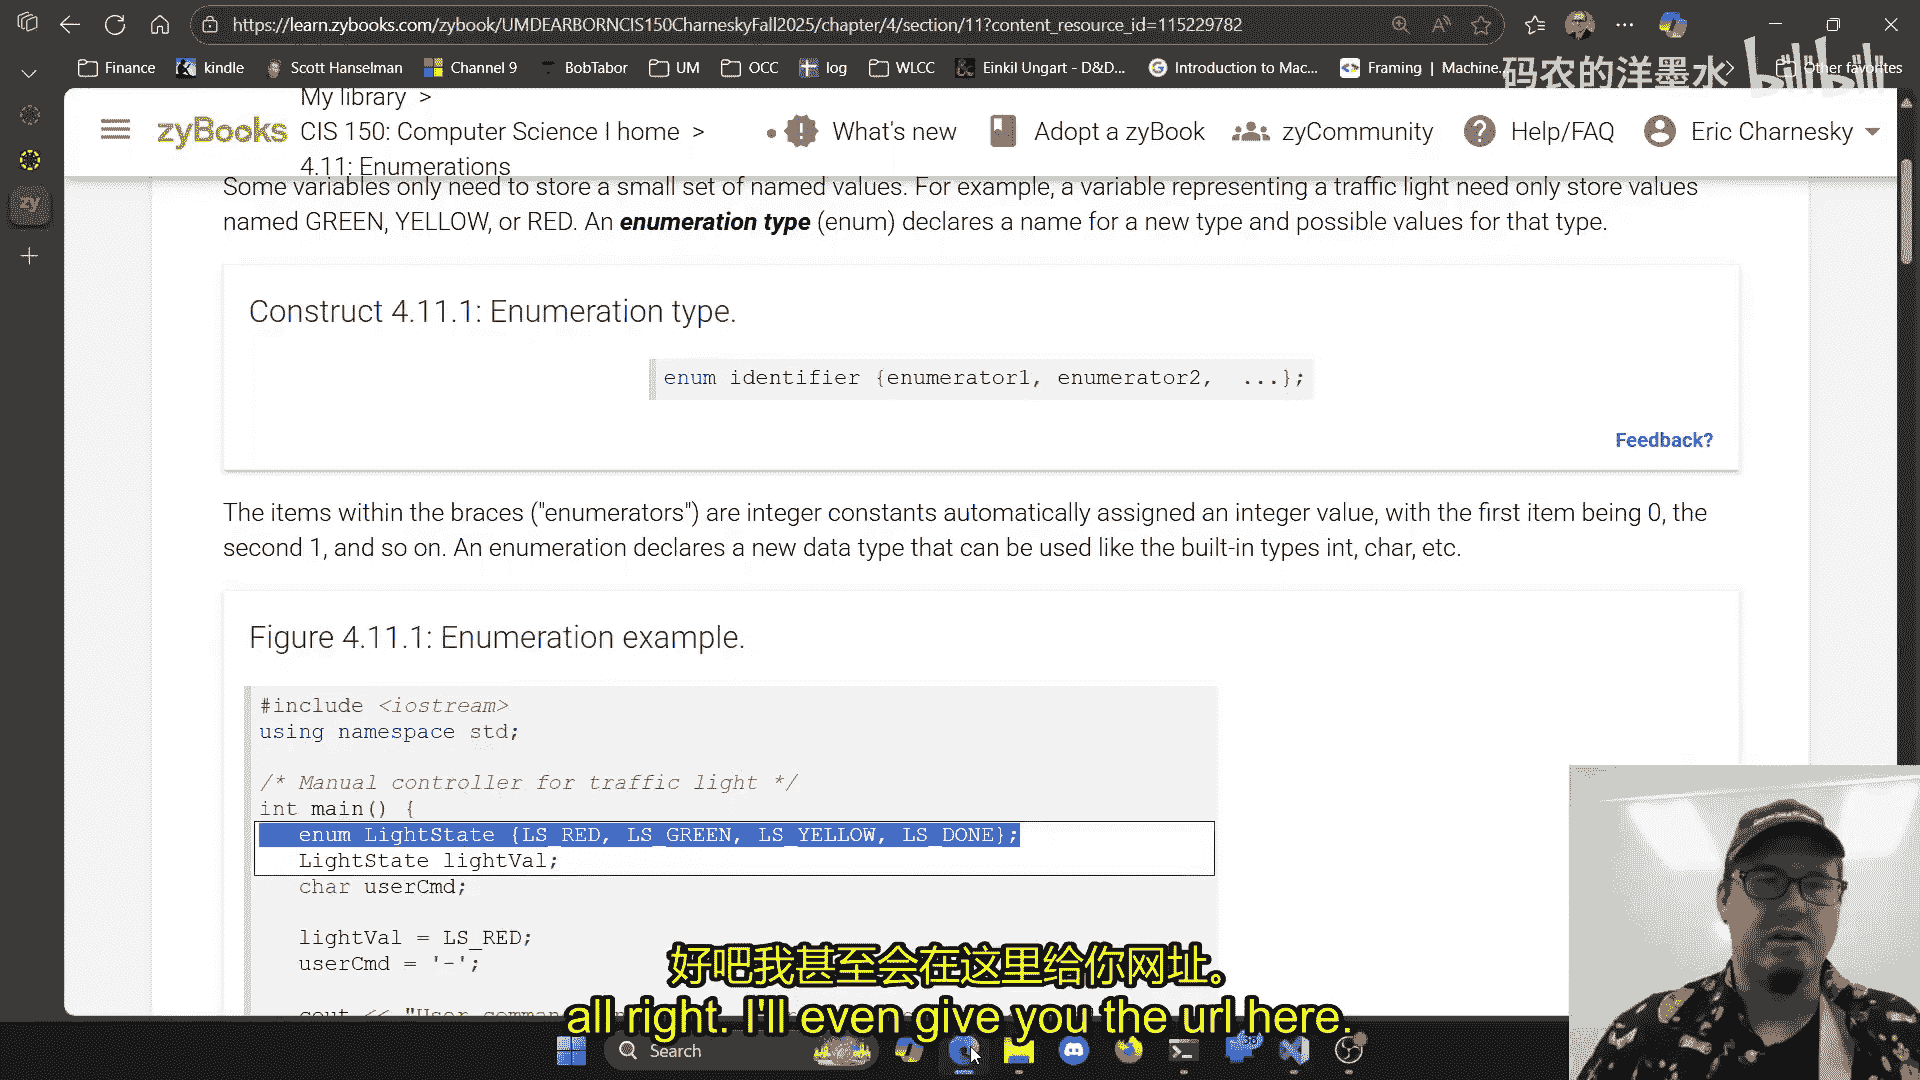 https://learn.zybooks.com/zybook/UMDEARBORNCIS150CharneskyFall2025/chapter/4/section/11?content_resource_id=115229782
Finance
kindle
Scott Hanselman
Channel 9
BobTabor
UM
OCC
log
WLCC
Einkil Ungart - D&D...
Introduction to Mac...
Framing | Machine...
Other favorites
码农的洋墨水
bilibili
zyBooks
My library >
CIS 150: Computer Science I home >
4.11: Enumerations
What's new
Adopt a zyBook
zyCommunity
Help/FAQ
Eric Charnesky
zy
Some variables only need to store a small set of named values. For example, a variable representing a traffic light need only store values
named GREEN, YELLOW, or RED. An enumeration type (enum) declares a name for a new type and possible values for that type.
Construct 4.11.1: Enumeration type.
enum identifier {enumerator1, enumerator2, ...};
Feedback?
The items within the braces ("enumerators") are integer constants automatically assigned an integer value, with the first item being 0, the
second 1, and so on. An enumeration declares a new data type that can be used like the built-in types int, char, etc.
Figure 4.11.1: Enumeration example.
#include <iostream>
using namespace std;
/* Manual controller for traffic light */
int main() {
enum LightState {LS_RED, LS_GREEN, LS_YELLOW, LS_DONE};
LightState lightVal;
char userCmd;
lightVal = LS_RED;
userCmd = '-';
cout << "User comman
好吧我甚至会在这里给你网址。
all right. I'll even give you the url here.
Search